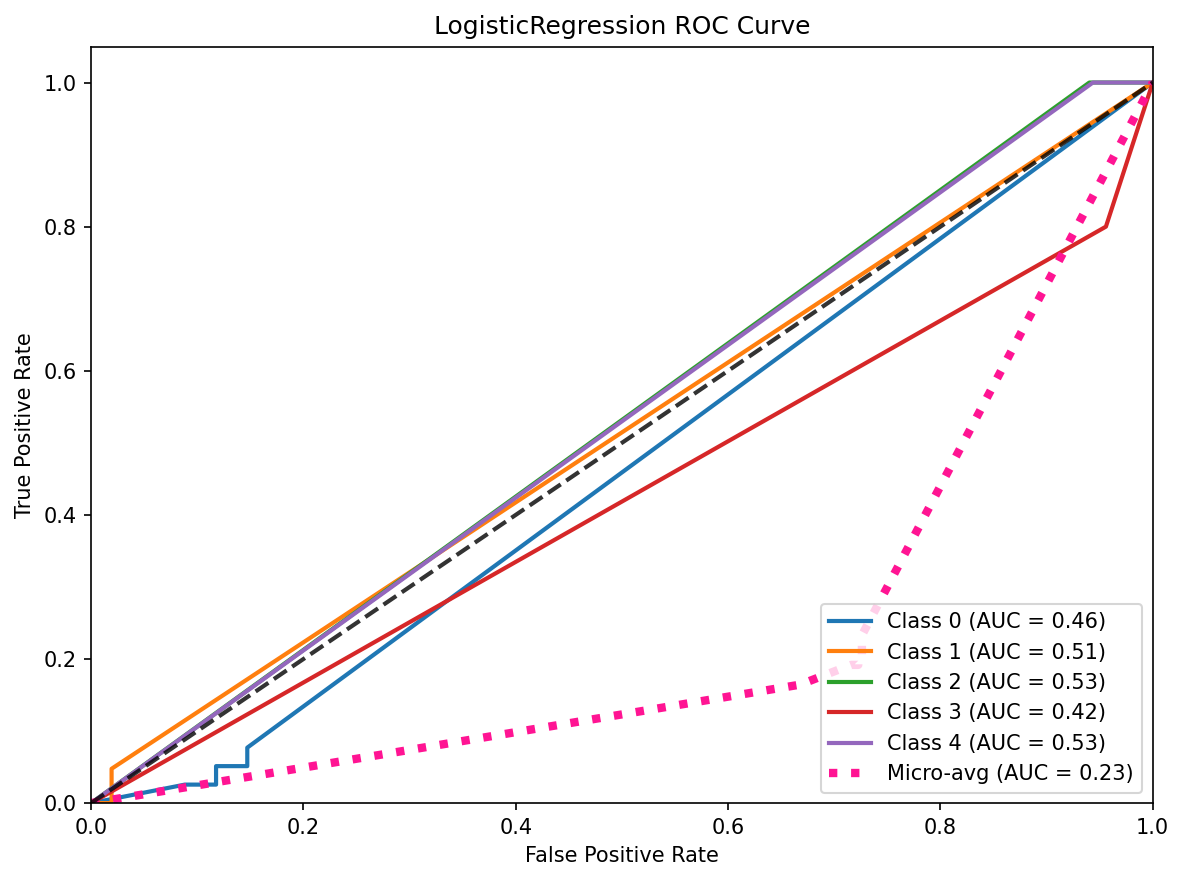 LogisticRegression ROC Curve
True Positive Rate
1.0
0.8
0.6
0.4
0.2
0.0
Class 0 (AUC = 0.46)
Class 1 (AUC = 0.51)
Class 2 (AUC = 0.53)
Class 3 (AUC = 0.42)
Class 4 (AUC = 0.53)
Micro-avg (AUC = 0.23)
0.0 0.2 0.4 0.6 0.8 1.0
False Positive Rate